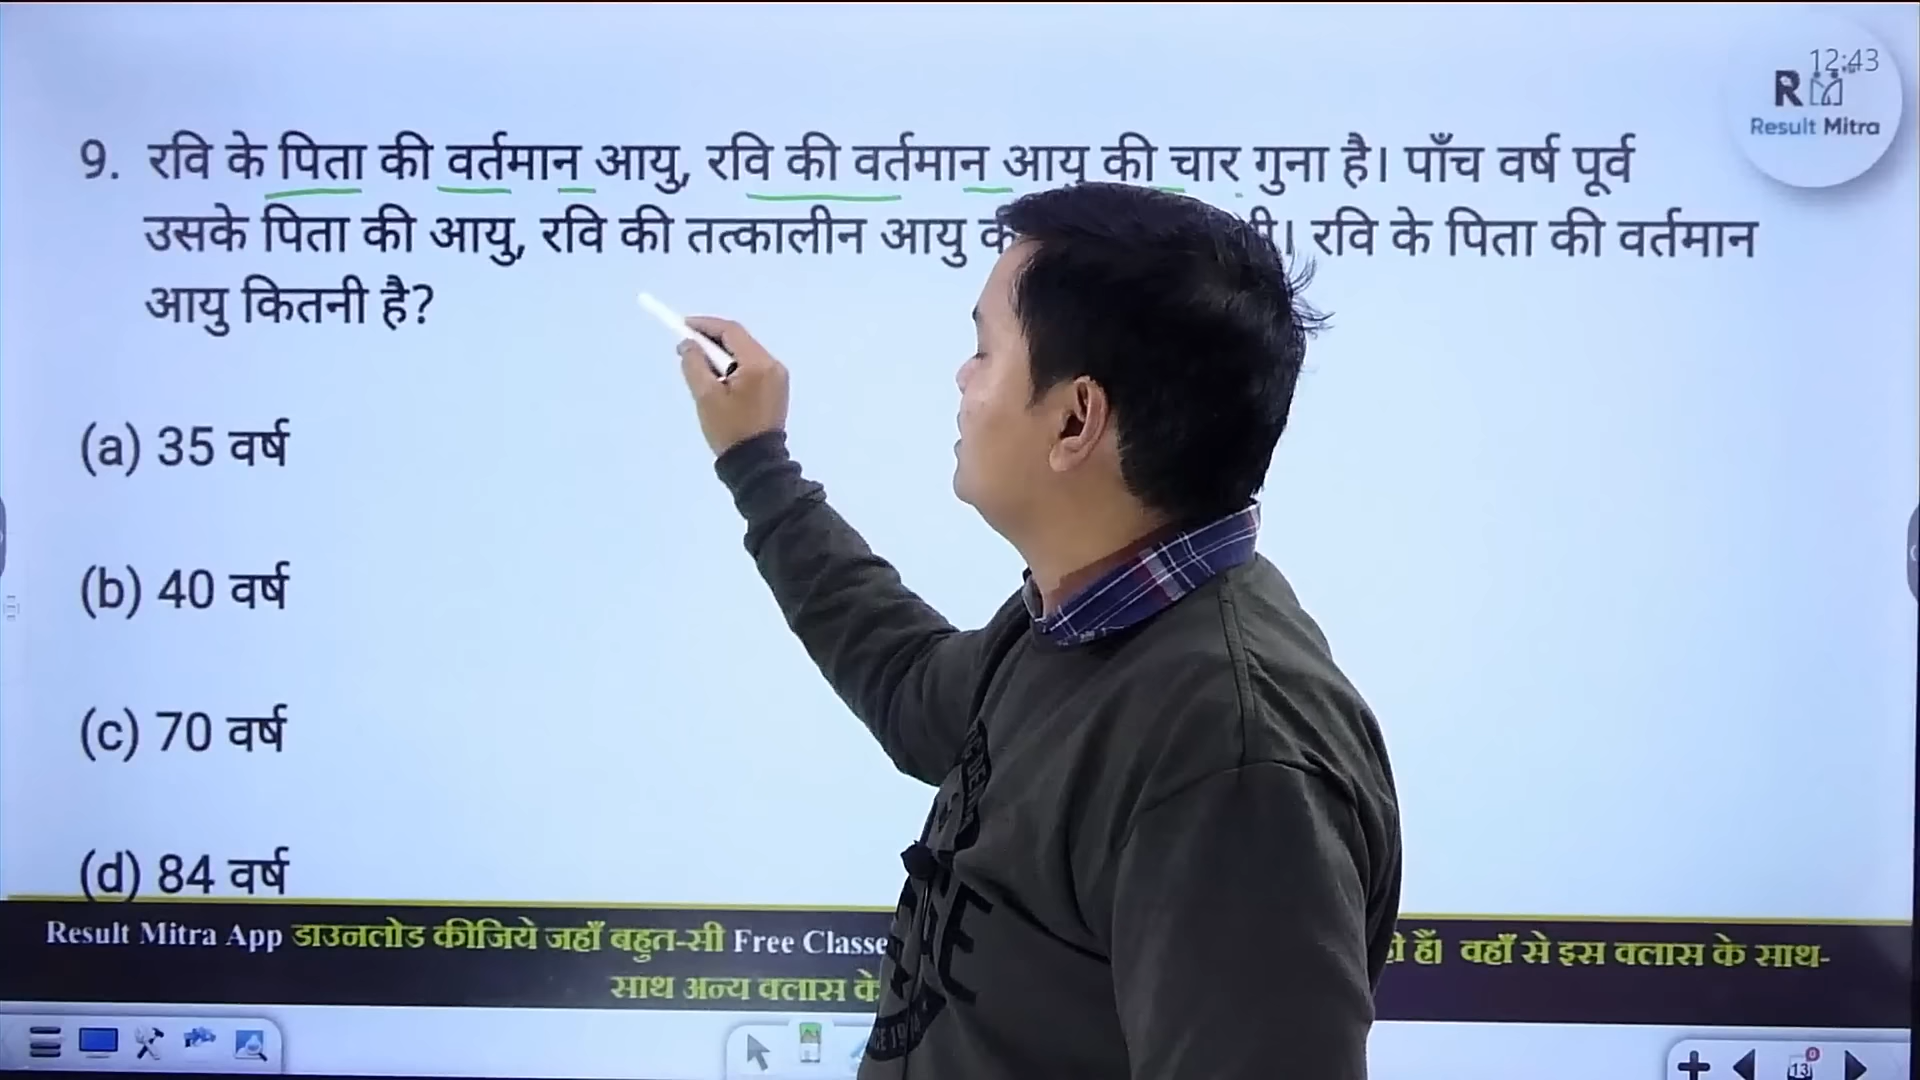 12:43
RM
Result Mitra
9. रवि के पिता की वर्तमान आयु, रवि की वर्तमान आयु की चार गुना है। पाँच वर्ष पूर्व
उसके पिता की आयु, रवि की तत्कालीन आयु रवि के पिता की वर्तमान
आयु कितनी है?
(a) 35 वर्ष
(b) 40 वर्ष
(c) 70 वर्ष
(d) 84 वर्ष
Result Mitra App डाउनलोड कीजिये जहाँ बहुत-सी Free हैं। वहाँ से इस क्लास के साथ-
साथ अन्य क्लास के
13